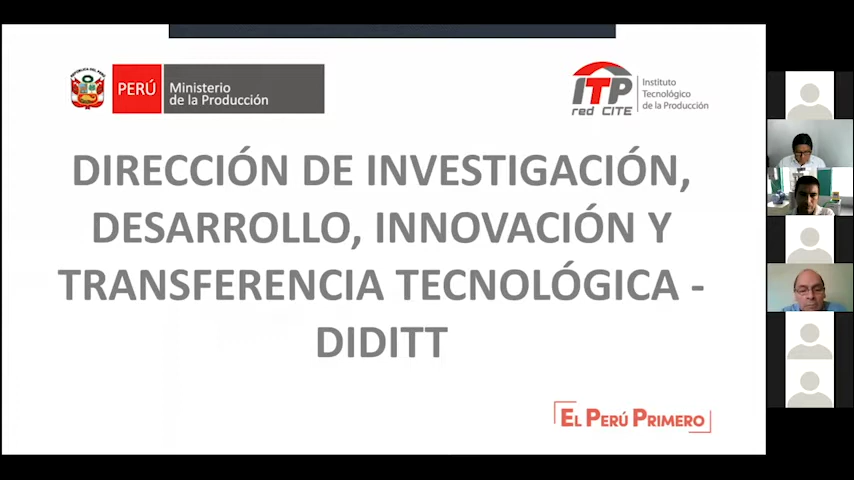 PERÚ
Ministerio
de la Producción
ITP
red CITE
Instituto
Tecnológico
de la Producción
DIRECCIÓN DE INVESTIGACIÓN,
DESARROLLO, INNOVACIÓN Y
TRANSFERENCIA TECNOLÓGICA -
DIDITT
EL PERÚ PRIMERO